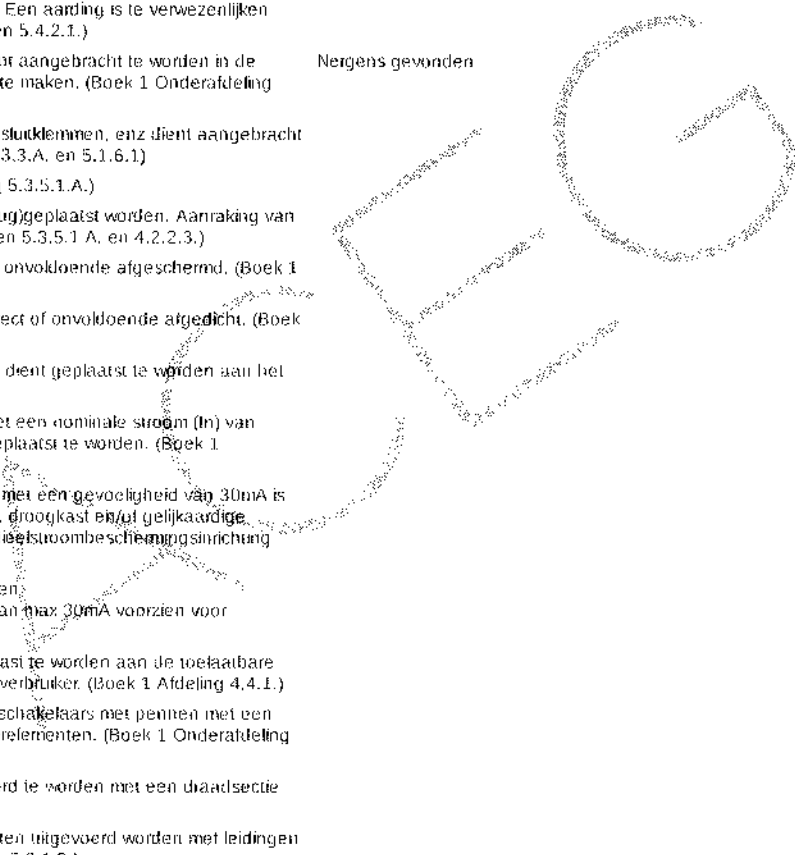 Een aarding is te verwezenlijken
en 5.4.2.1.)
aangebracht te worden in de
te maken. (Boek 1 Onderafdeling
Nergens gevonden
sluitklemmen, enz dient aangebracht
3.3.A. en 5.1.6.1)
5.3.5.1.A.)
ug)geplaatst worden. Aanraking van
en 5.3.5.1 A. en 4.2.2.3.)
onvoldoende afgeschermd. (Boek 1
ect of onvoldoende afgedicht. (Boek
dient geplaatst te worden aan het
et een nominale stroom (In) van
eplaatst te worden. (Boek 1
met een gevoeligheid van 30mA is
droogkast en/of gelijkaardige
eelstroombeschermingsinrichting
en.
an max 30mA voorzien voor
ast te worden aan de toelaatbare
verbruiker. (Boek 1 Afdeling 4.4.1.)
schakelaars met pennen met een
relementen. (Boek 1 Onderafdeling
rd te worden met een draadsectie
ten uitgevoerd worden met leidingen